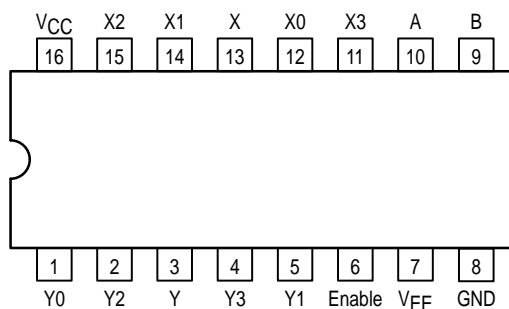 VCC X2 X1 X X0 X3 A B
16 15 14 13 12 11 10 9
1 2 3 4 5 6 7 8
Y0 Y2 Y Y3 Y1 Enable VEE GND